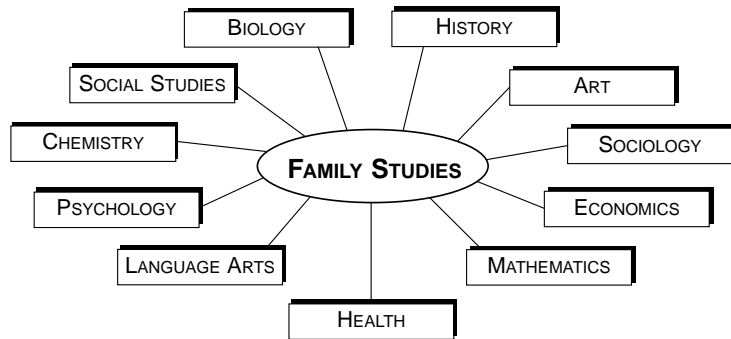 BIOLOGY
HISTORY
SOCIAL STUDIES
ART
CHEMISTRY
SOCIOLOGY
FAMILY STUDIES
PSYCHOLOGY
ECONOMICS
LANGUAGE ARTS
MATHEMATICS
HEALTH